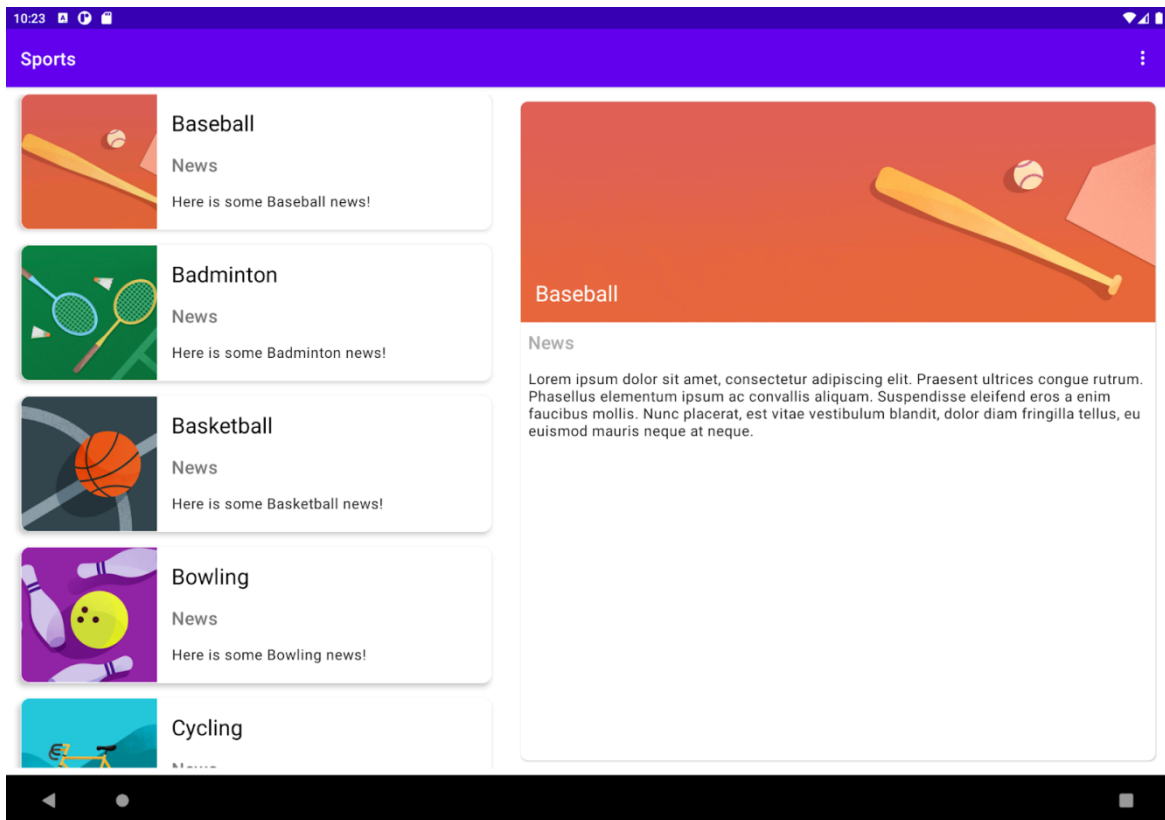 10:23
Sports
Baseball
News
Here is some Baseball news!
Badminton
News
Here is some Badminton news!
Basketball
News
Here is some Basketball news!
Bowling
News
Here is some Bowling news!
Cycling
News
Baseball
News
Lorem ipsum dolor sit amet, consectetur adipiscing elit. Praesent ultrices congue rutrum.
Phasellus elementum ipsum ac convallis aliquam. Suspendisse eleifend eros a enim
faucibus mollis. Nunc placerat, est vitae vestibulum blandit, dolor diam fringilla tellus, eu
euismod mauris neque at neque.